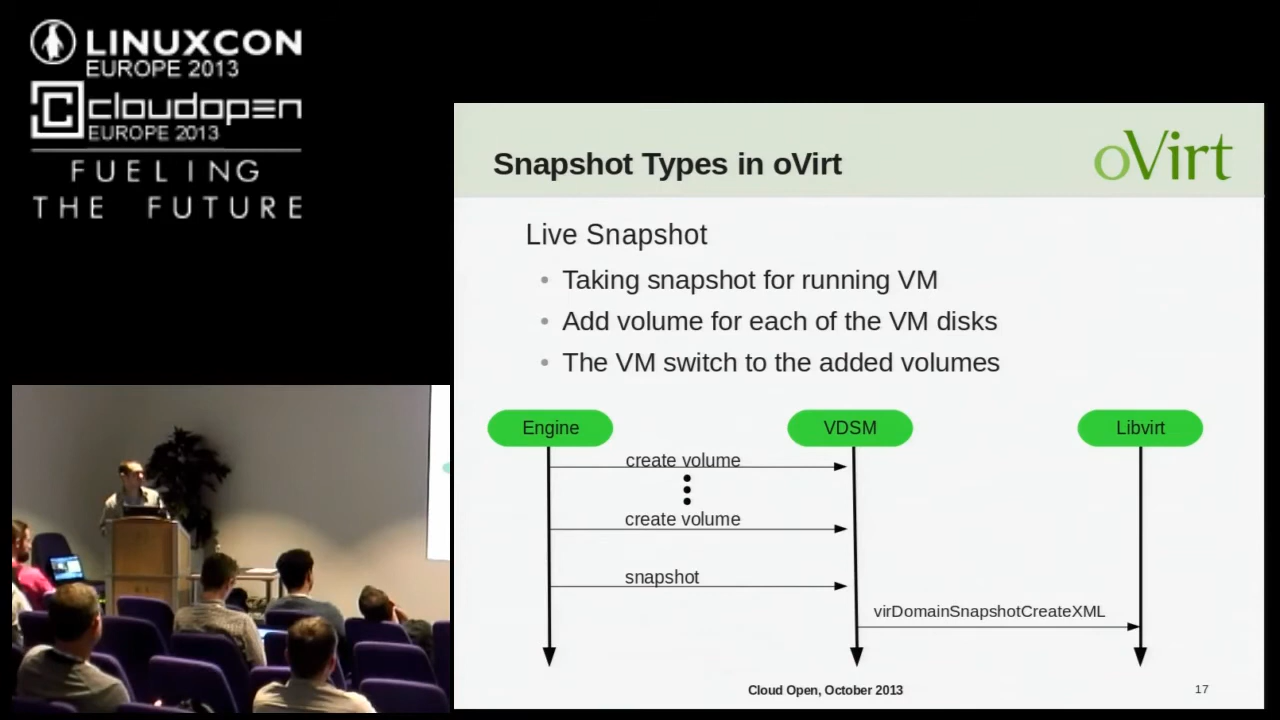 LINUXCON
EUROPE 2013
cloudopen
EUROPE 2013
FUELING
THE FUTURE
Snapshot Types in oVirt
oVirt
Live Snapshot
• Taking snapshot for running VM
• Add volume for each of the VM disks
• The VM switch to the added volumes
Engine
VDSM
Libvirt
create volume
create volume
snapshot
virDomainSnapshotCreateXML
Cloud Open, October 2013
17